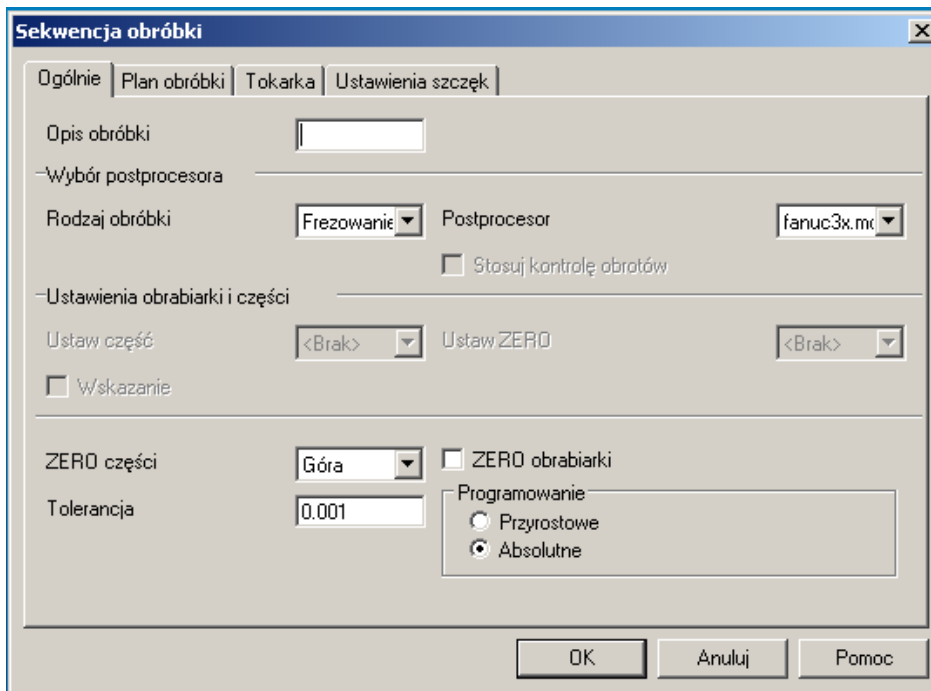 Sekwencja obróbki
Ogólnie Plan obróbki Tokarka Ustawienia szczęk
Opis obróbki
Wybór postprocesora
Rodzaj obróbki Frezowanie Postprocesor fanuc3x.mc
Stosuj kontrolę obrotów
Ustawienia obrabiarki i części
Ustaw część <Brak> Ustaw ZERO <Brak>
Wskazanie
ZERO części Góra ZERO obrabiarki
Tolerancja 0.001 Programowanie
Przyrostowe
Absolutne
OK Anuluj Pomoc